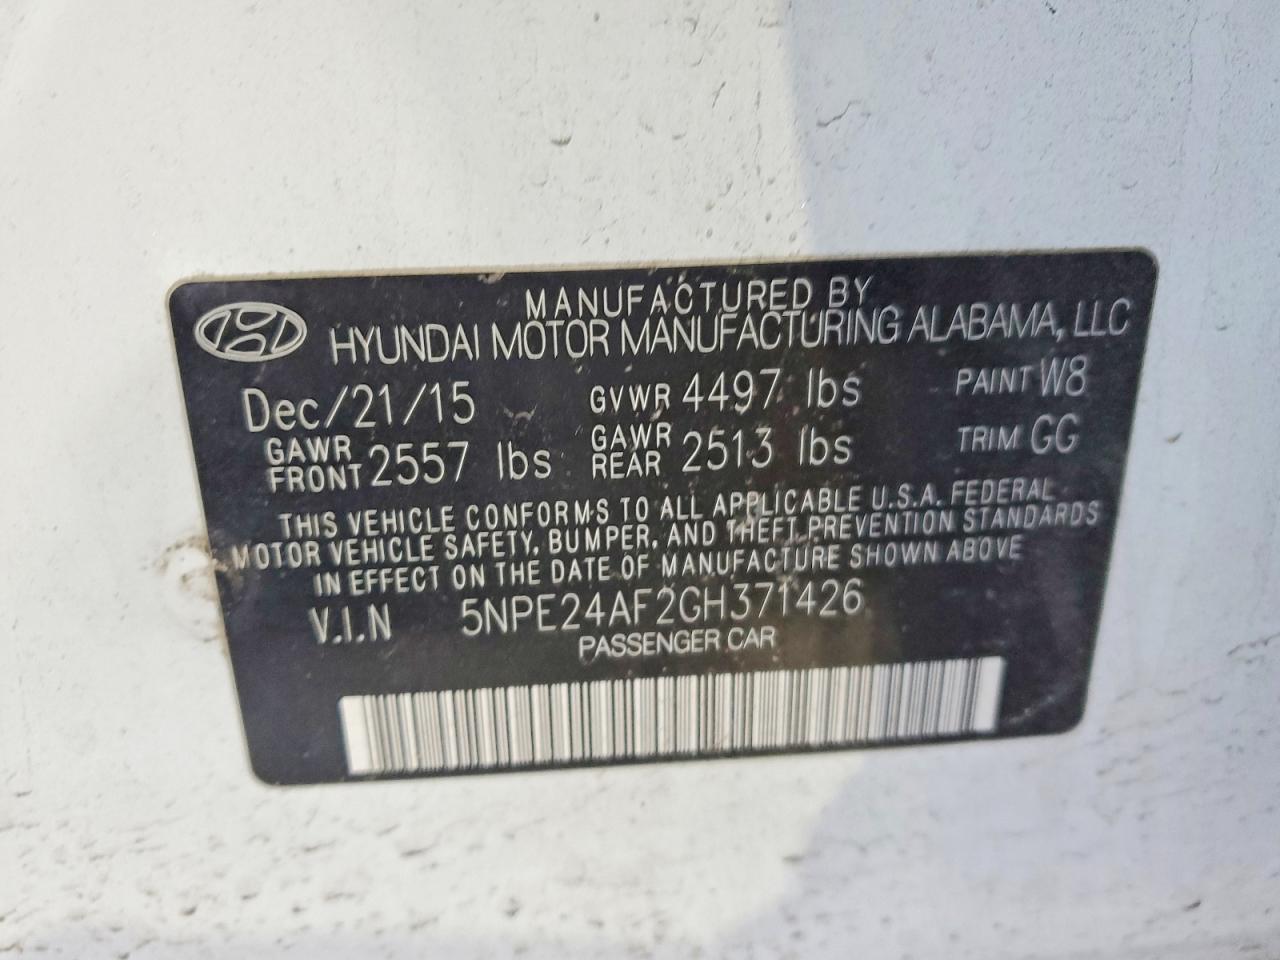 MANUFACTURED BY
HYUNDAI MOTOR MANUFACTURING ALABAMA, LLC
Dec/21/15 GVWR 4497 lbs PAINT W8
GAWR FRONT 2557 lbs GAWR REAR 2513 lbs TRIM GG
THIS VEHICLE CONFORMS TO ALL APPLICABLE U.S.A. FEDERAL
MOTOR VEHICLE SAFETY, BUMPER, AND THEFT PREVENTION STANDARDS
IN EFFECT ON THE DATE OF MANUFACTURE SHOWN ABOVE
V.I.N 5NPE24AF2GH371426
PASSENGER CAR